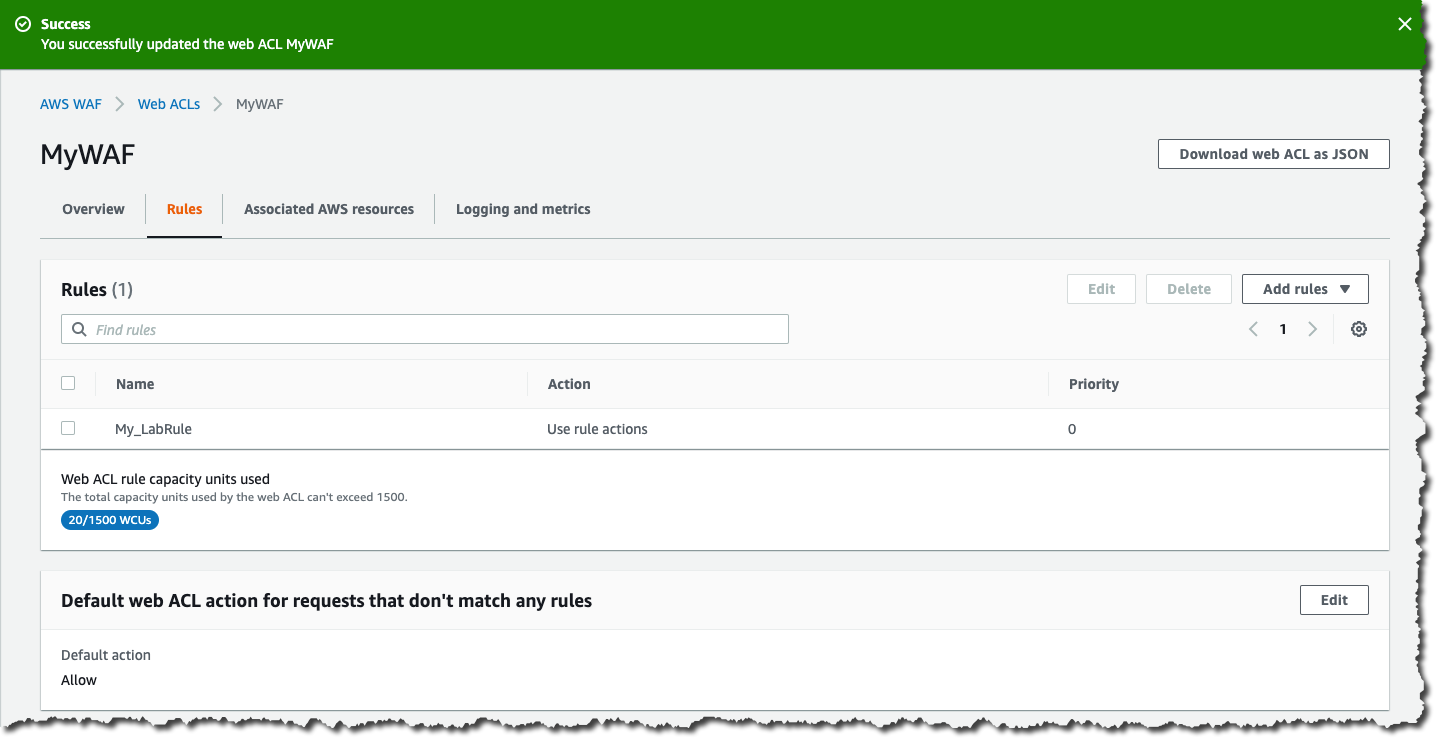 Success
You successfully updated the web ACL MyWAF
AWS WAF > Web ACLs > MyWAF
MyWAF
Download web ACL as JSON
Overview Rules Associated AWS resources Logging and metrics
Rules (1)
Edit Delete Add rules
Find rules
1
Name Action Priority
My_LabRule Use rule actions 0
Web ACL rule capacity units used
The total capacity units used by the web ACL can't exceed 1500.
20/1500 WCUs
Default web ACL action for requests that don't match any rules
Edit
Default action
Allow